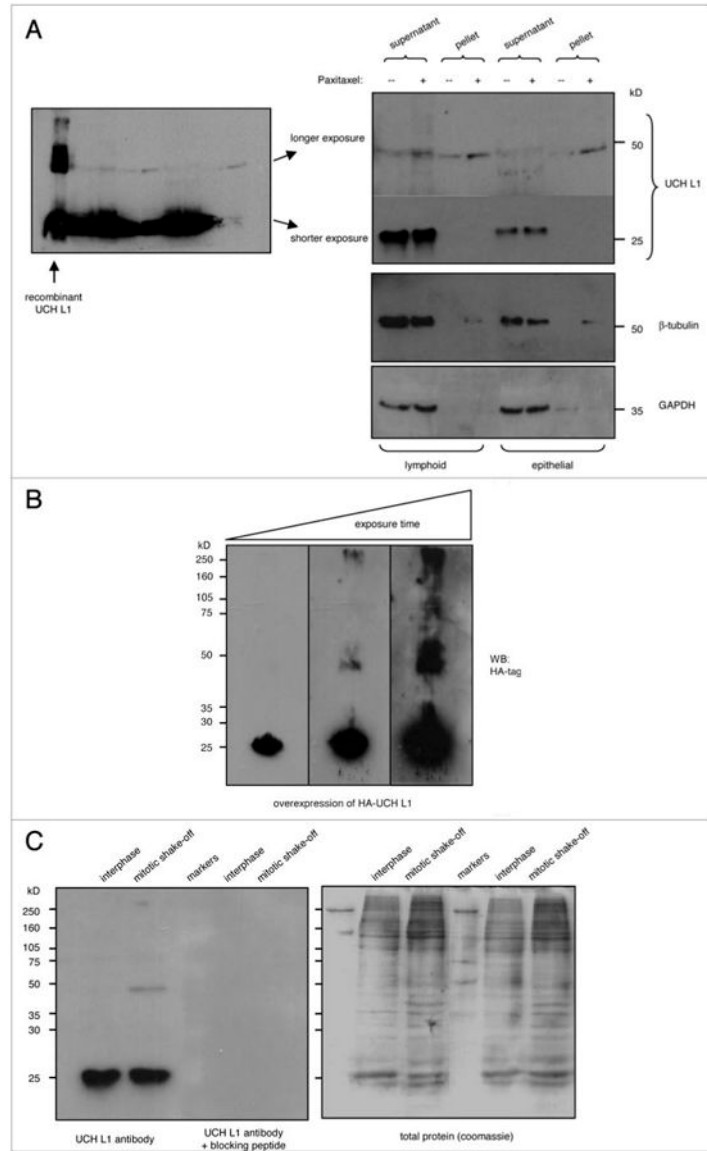 A
supernatant
pellet
supernatant
pellet
Paxitaxel: -- + -- + -- + -- +
kD
longer exposure
50
UCH L1
shorter exposure
25
recombinant
UCH L1
50
β-tubulin
35
GAPDH
lymphoid
epithelial
B
exposure time
kD
250
160
105
75
50
WB:
HA-tag
35
30
25
overexpression of HA-UCH L1
C
interphase
mitotic shake-off
markers
interphase
mitotic shake-off
interphase
mitotic shake-off
markers
interphase
mitotic shake-off
kD
250
160
105
75
50
35
30
25
UCH L1 antibody
UCH L1 antibody
+ blocking peptide
total protein (coomassie)